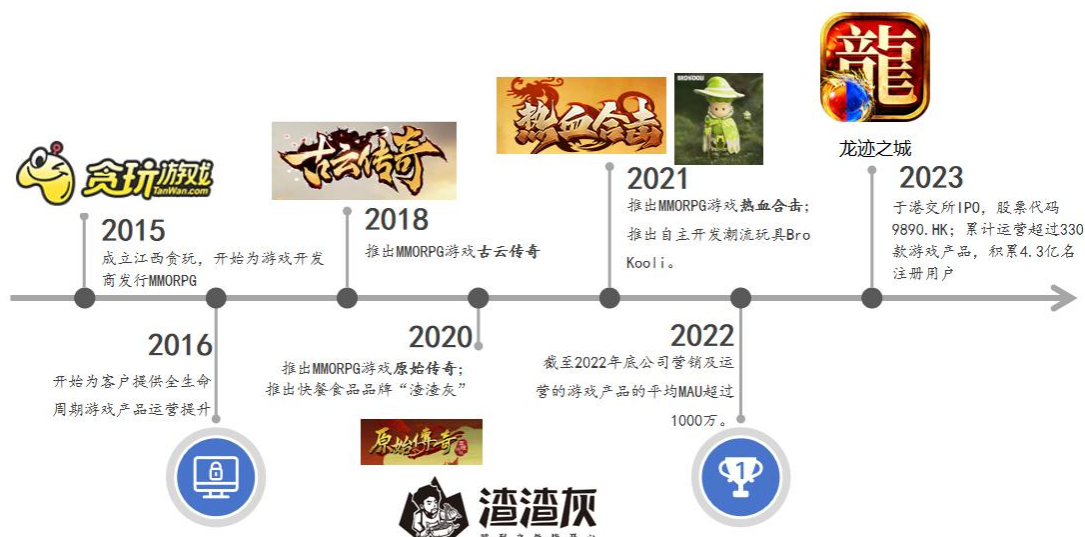 贪玩游戏
TanWan.com
2015
成立江西贪玩，开始为游戏开发
商发行MMORPG
2016
开始为客户提供全生命
周期游戏产品运营提升
古云传奇
2018
推出MMORPG游戏古云传奇
2020
推出MMORPG游戏原始传奇；
推出快餐食品品牌“渣渣灰”
原始傳奇
渣渣灰
热血合击
BROKOOLI
2021
推出MMORPG游戏热血合击；
推出自主开发潮流玩具Bro
Kooli。
2022
截至2022年底公司营销及运
营的游戏产品的平均MAU超过
1000万。
1
龍
龙迹之城
2023
于港交所IPO，股票代码
9890.HK；累计运营超过330
款游戏产品，积累4.3亿名
注册用户